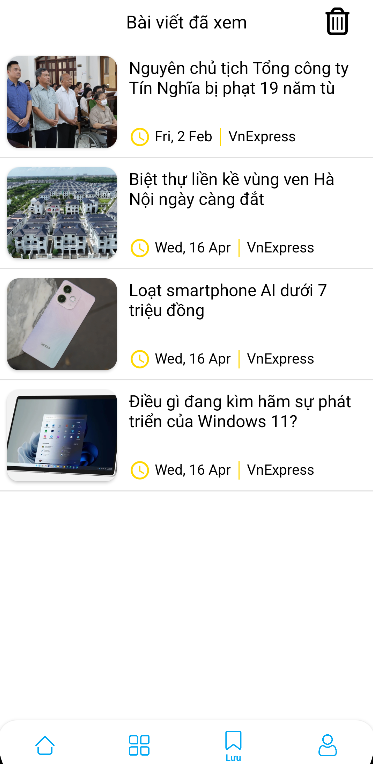 Bài viết đã xem
Nguyên chủ tịch Tổng công ty
Tín Nghĩa bị phạt 19 năm tù
Fri, 2 Feb | VnExpress
Biệt thự liền kề vùng ven Hà
Nội ngày càng đắt
Wed, 16 Apr | VnExpress
Loạt smartphone AI dưới 7
triệu đồng
Wed, 16 Apr | VnExpress
Điều gì đang kìm hãm sự phát
triển của Windows 11?
Wed, 16 Apr | VnExpress
Lưu